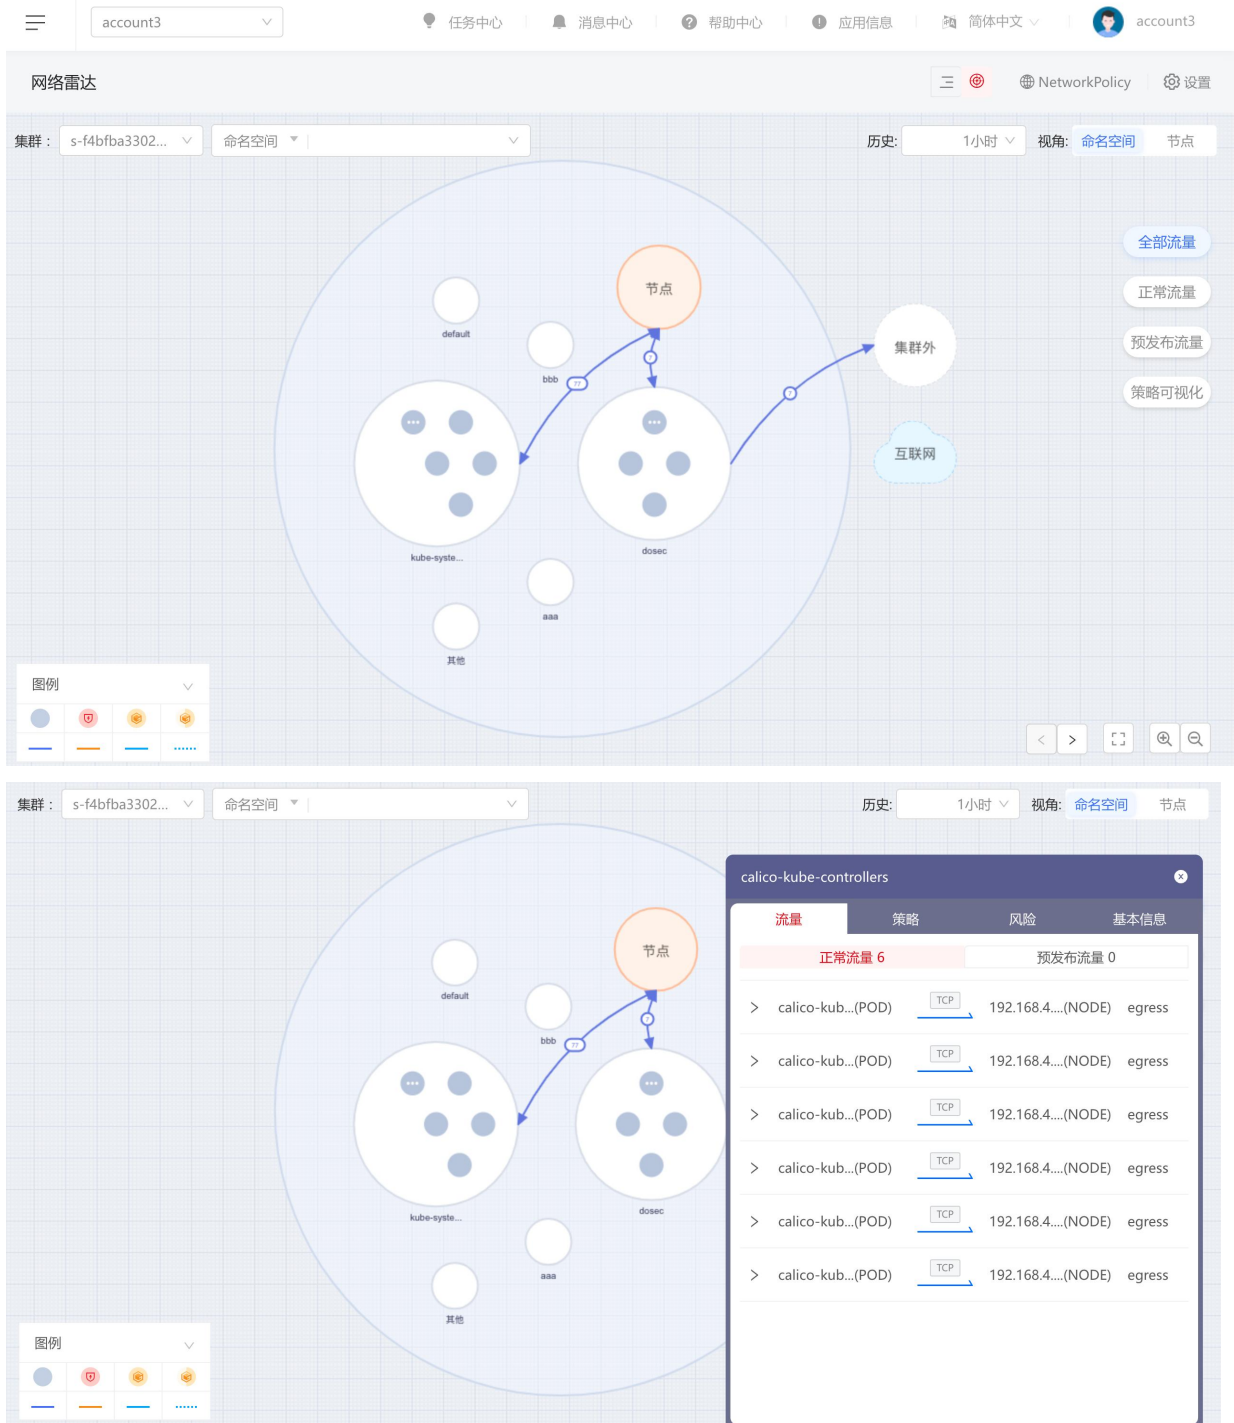 account3 任务中心 消息中心 帮助中心 应用信息 简体中文 account3
网络雷达 NetworkPolicy 设置
集群： s-f4bfba3302... 命名空间 历史: 1小时 视角: 命名空间 节点
全部流量
正常流量
预发布流量
策略可视化
节点
default
bbb
集群外
互联网
kube-syste...
dosec
aaa
其他
图例
集群： s-f4bfba3302... 命名空间 历史: 1小时 视角: 命名空间 节点
节点
default
bbb
kube-syste...
dosec
aaa
其他
图例
calico-kube-controllers
流量 策略 风险 基本信息
正常流量 6 预发布流量 0
calico-kub...(POD) TCP 192.168.4....(NODE) egress
calico-kub...(POD) TCP 192.168.4....(NODE) egress
calico-kub...(POD) TCP 192.168.4....(NODE) egress
calico-kub...(POD) TCP 192.168.4....(NODE) egress
calico-kub...(POD) TCP 192.168.4....(NODE) egress
calico-kub...(POD) TCP 192.168.4....(NODE) egress